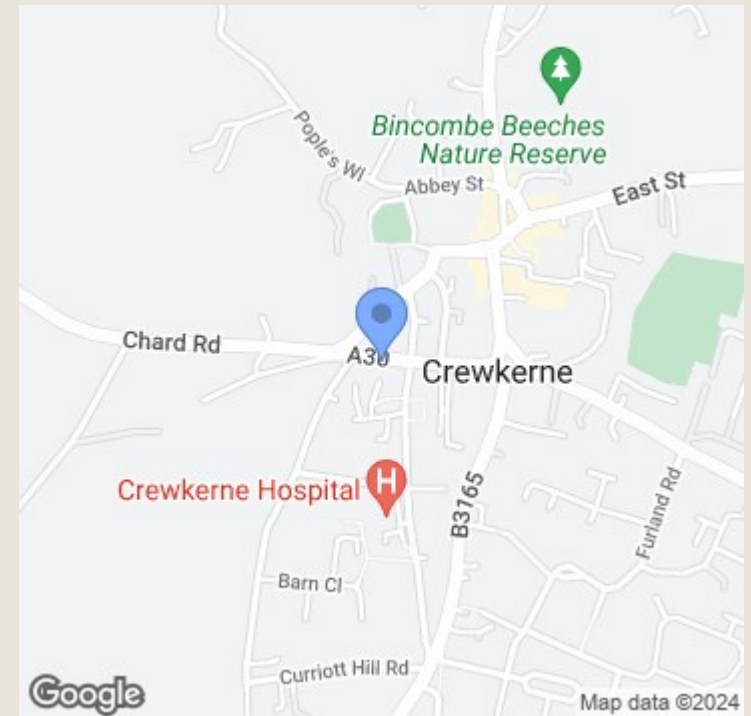 Bincombe Beeches
Nature Reserve
Pople's Wl
Abbey St
East St
Chard Rd
A30
Crewkerne
Crewkerne Hospital
H
B3165
Furland Rd
Barn Cl
Curriott Hill Rd
Google
Map data ©2024